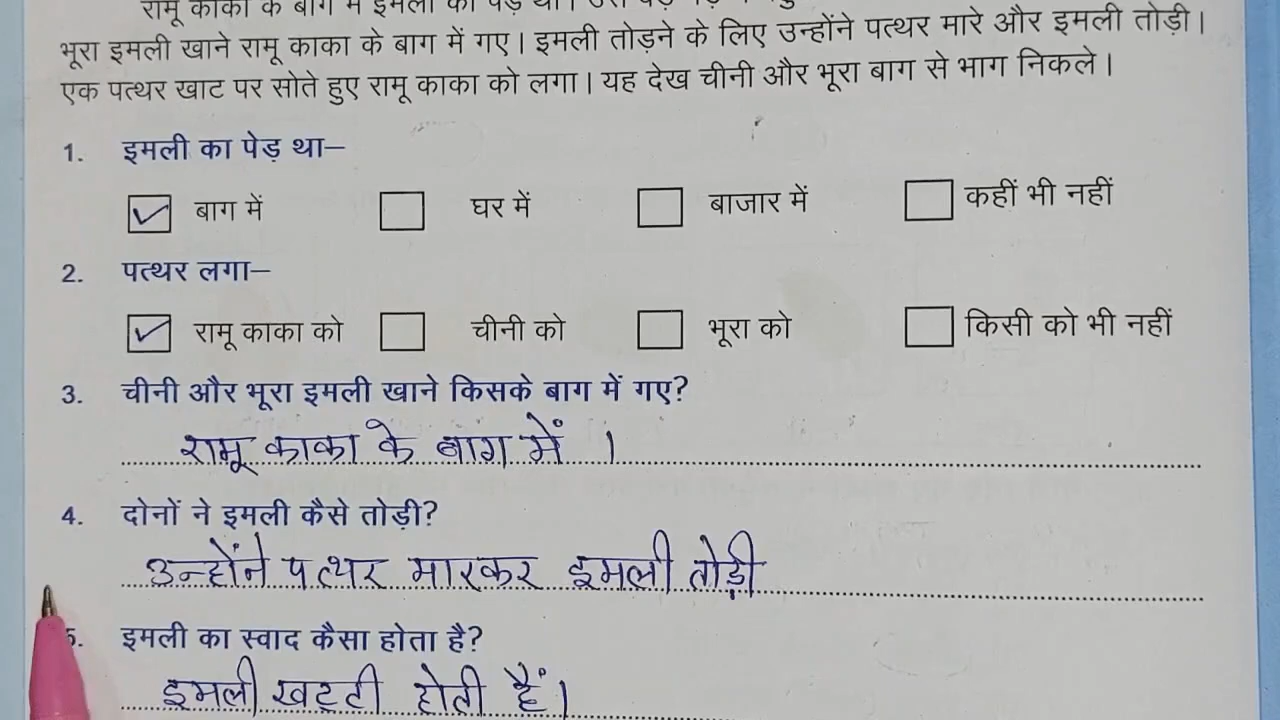 रामू काका के बाग में इमली का पेड़ था।
भूरा इमली खाने रामू काका के बाग में गए। इमली तोड़ने के लिए उन्होंने पत्थर मारे और इमली तोड़ी।
एक पत्थर खाट पर सोते हुए रामू काका को लगा। यह देख चीनी और भूरा बाग से भाग निकले।
1. इमली का पेड़ था–
बाग में घर में बाजार में कहीं भी नहीं
2. पत्थर लगा–
रामू काका को चीनी को भूरा को किसी को भी नहीं
3. चीनी और भूरा इमली खाने किसके बाग में गए?
रामू काका के बाग में ।
4. दोनों ने इमली कैसे तोड़ी?
उन्होंने पत्थर मारकर इमली तोड़ी
5. इमली का स्वाद कैसा होता है?
इमली खट्टी होती हैं।